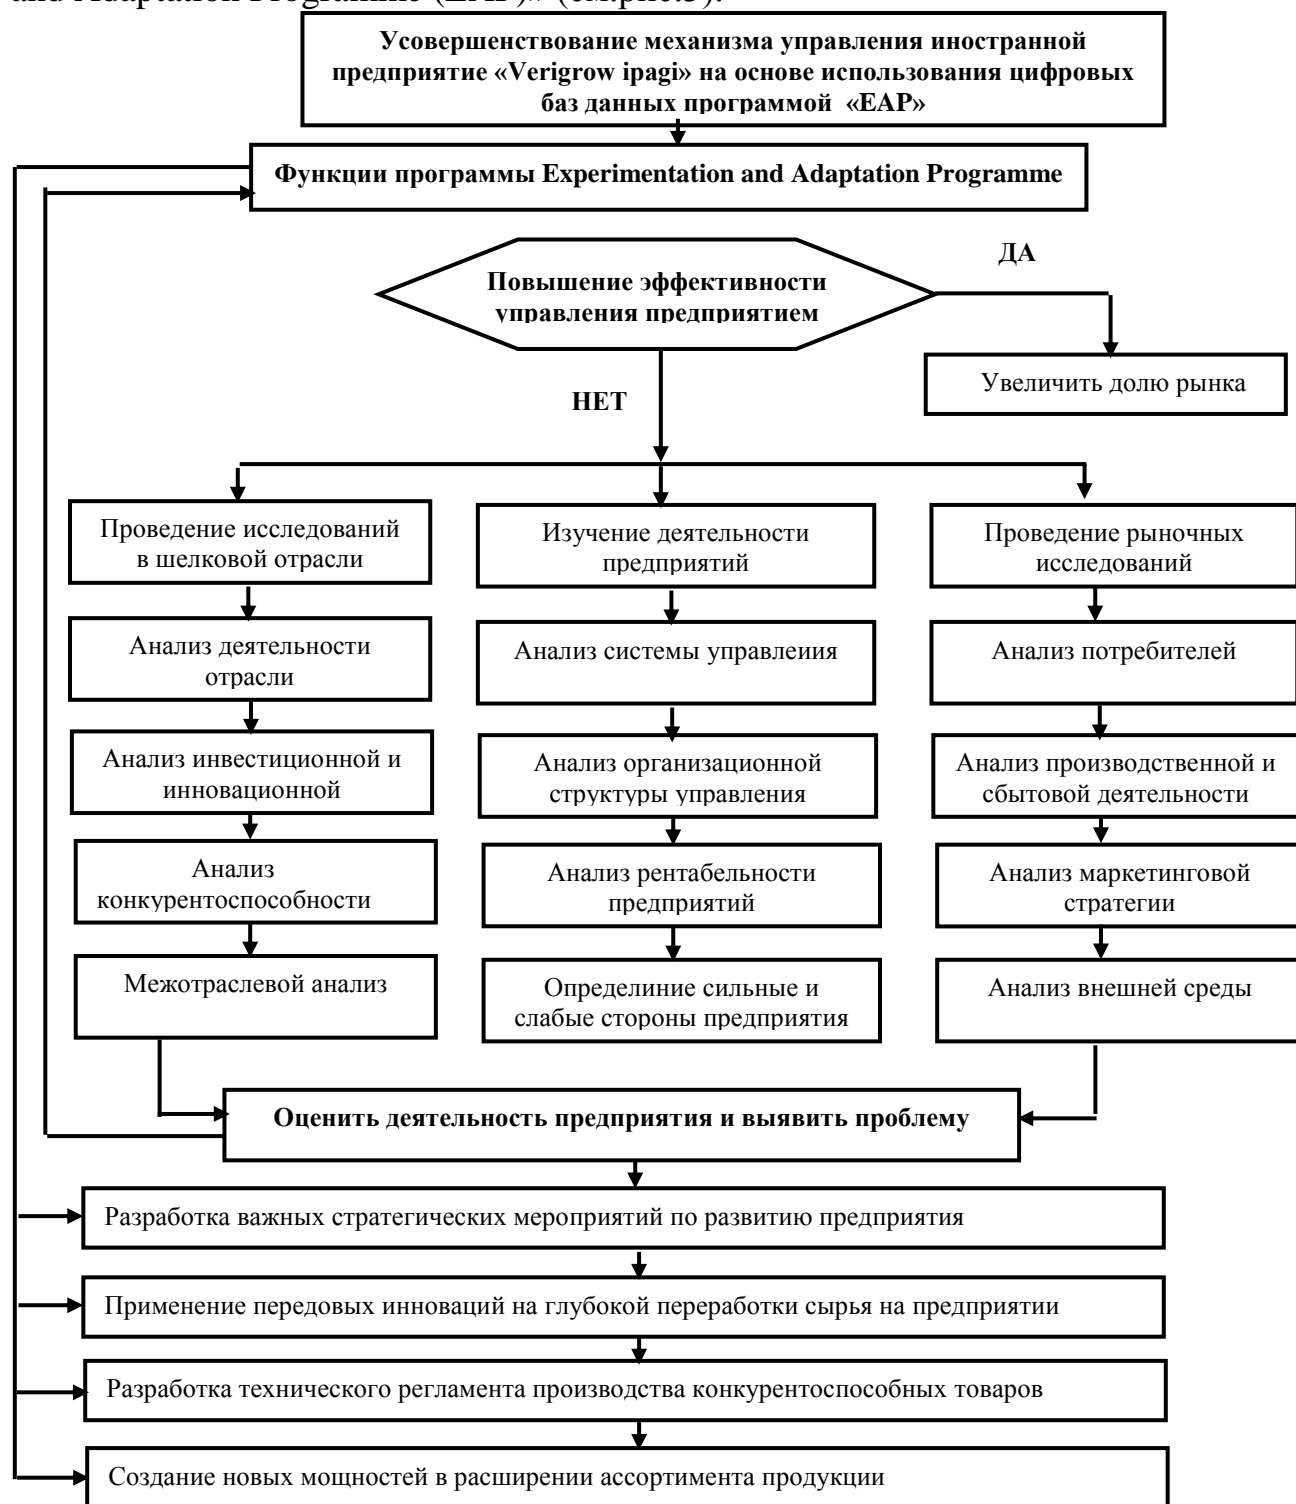 and Adaptation Programme (EAP)» (см.рис.3).
Усовершенствование механизма управления иностранной
предприятие «Verigrow ipagi» на основе использования цифровых
баз данных программой «EAP»
Функции программы Experimentation and Adaptation Programme
ДА
Повышение эффективности
управления предприятием
Увеличить долю рынка
НЕТ
Проведение исследований
в шелковой отрасли
Изучение деятельности
предприятий
Проведение рыночных
исследований
Анализ деятельности
отрасли
Анализ системы управлеиия
Анализ потребителей
Анализ инвестиционной и
инновационной
Анализ организационной
структуры управления
Анализ производственной и
сбытовой деятельности
Анализ
конкурентоспособности
Анализ рентабельности
предприятий
Анализ маркетинговой
стратегии
Межотраслевой анализ
Определиние сильные и
слабые стороны предприятия
Анализ внешней среды
Оценить деятельность предприятия и выявить проблему
Разработка важных стратегических мероприятий по развитию предприятия
Применение передовых инноваций на глубокой переработки сырья на предприятии
Разработка технического регламента производства конкурентоспособных товаров
Создание новых мощностей в расширении ассортимента продукции